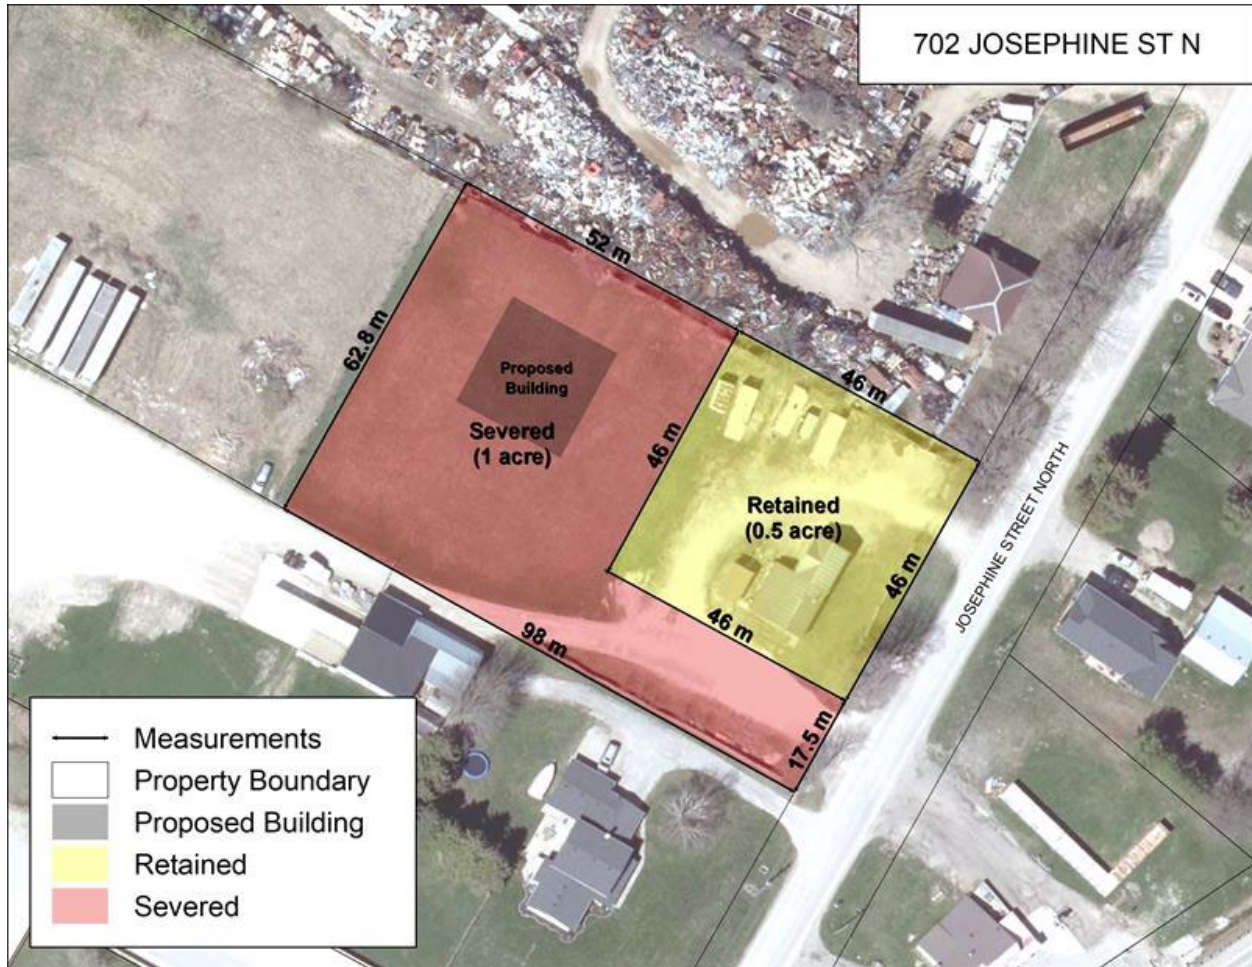 702 JOSEPHINE ST N
52 m
62.8 m
Proposed
Building
Severed
(1 acre)
46 m
46 m
Retained
(0.5 acre)
46 m
46 m
98 m
17.5 m
JOSEPHINE STREET NORTH
Measurements
Property Boundary
Proposed Building
Retained
Severed